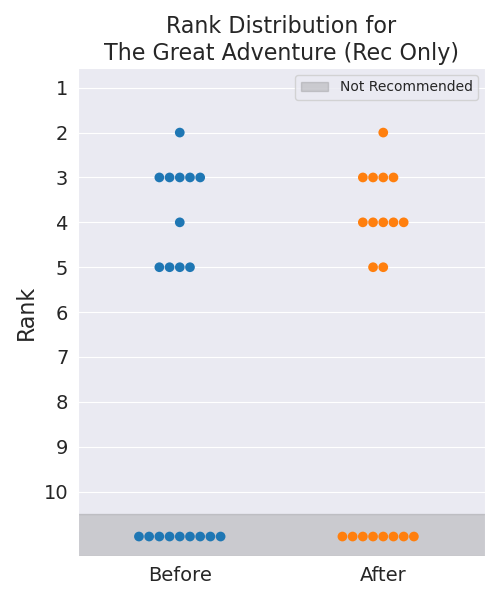 Rank Distribution for
The Great Adventure (Rec Only)
Not Recommended
1
2
3
4
5
6
7
8
9
10
Rank
Before After